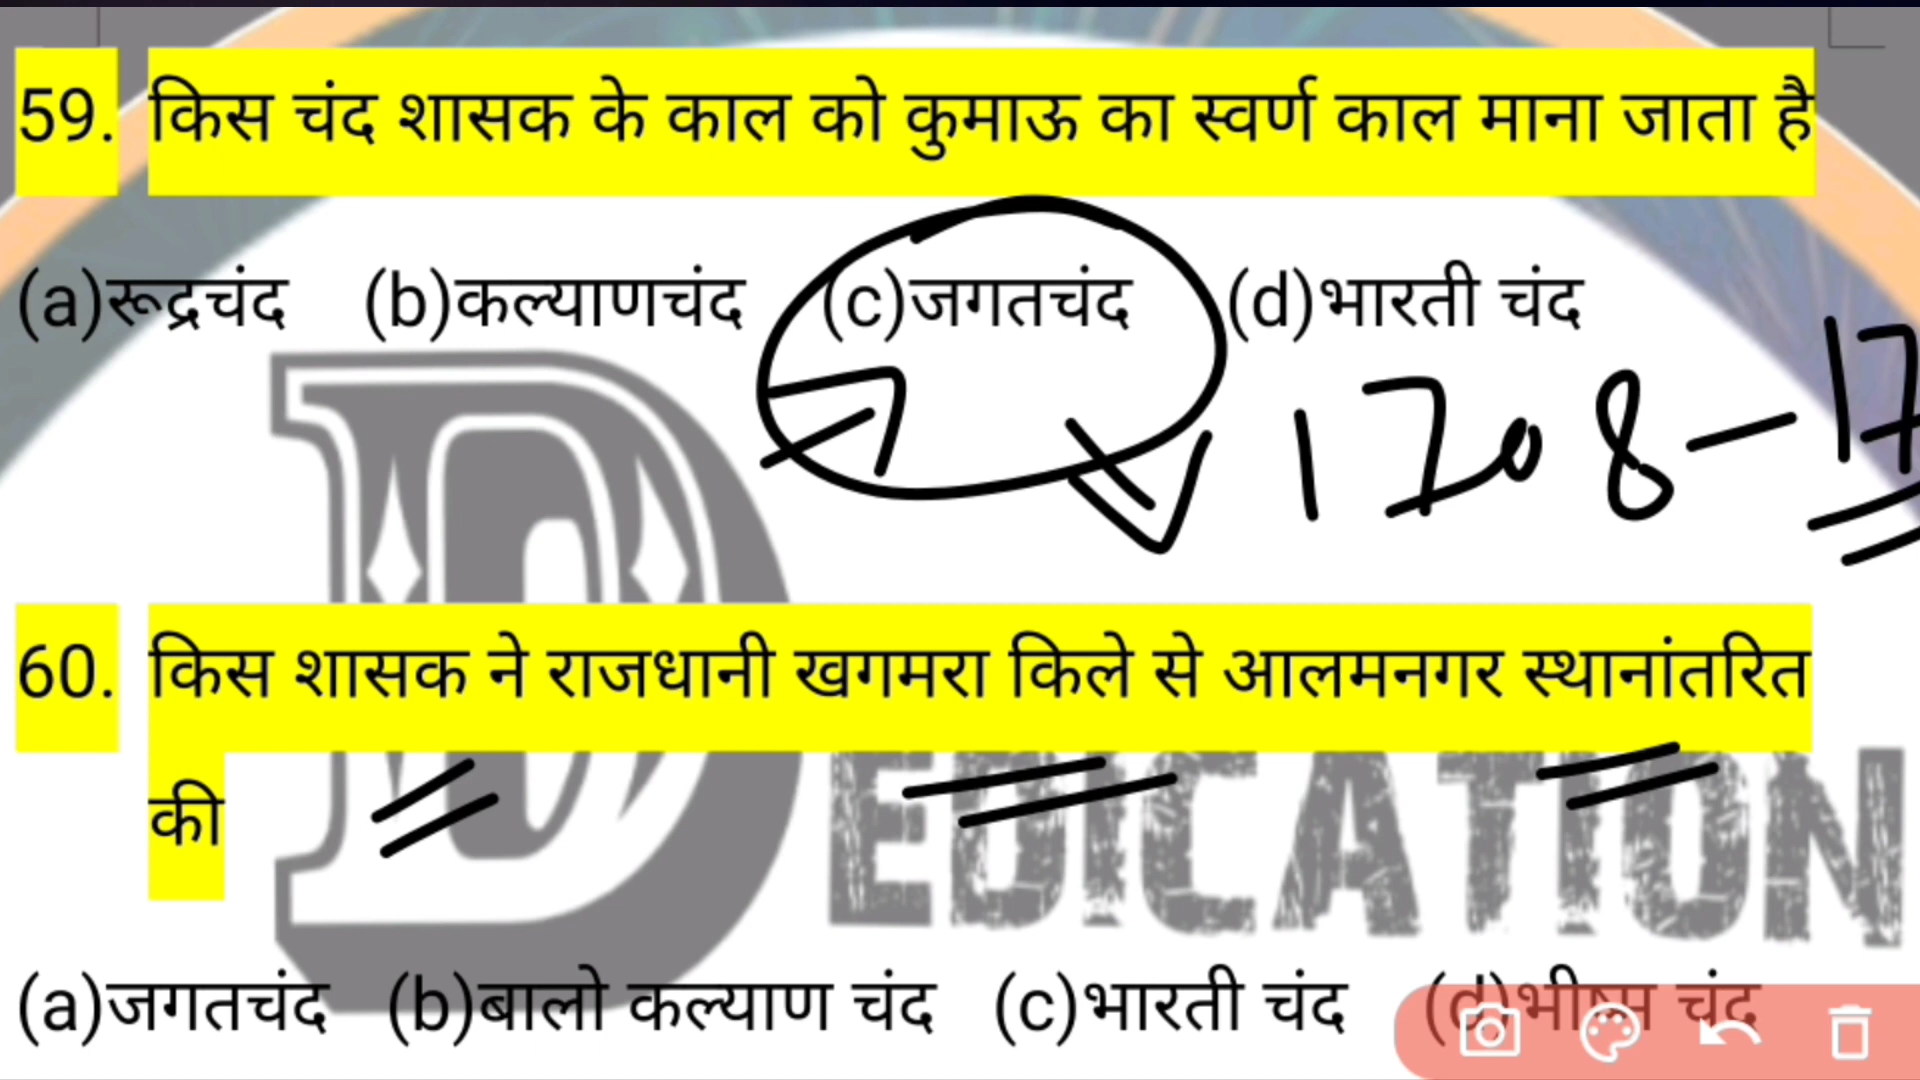 59. किस चंद शासक के काल को कुमाऊ का स्वर्ण काल माना जाता है
(a)रूद्रचंद (b)कल्याणचंद (c)जगतचंद (d)भारती चंद
1708-17
60. किस शासक ने राजधानी खगमरा किले से आलमनगर स्थानांतरित
की
DEDICATION
(a)जगतचंद (b)बालो कल्याण चंद (c)भारती चंद (d)भीष्म चंद